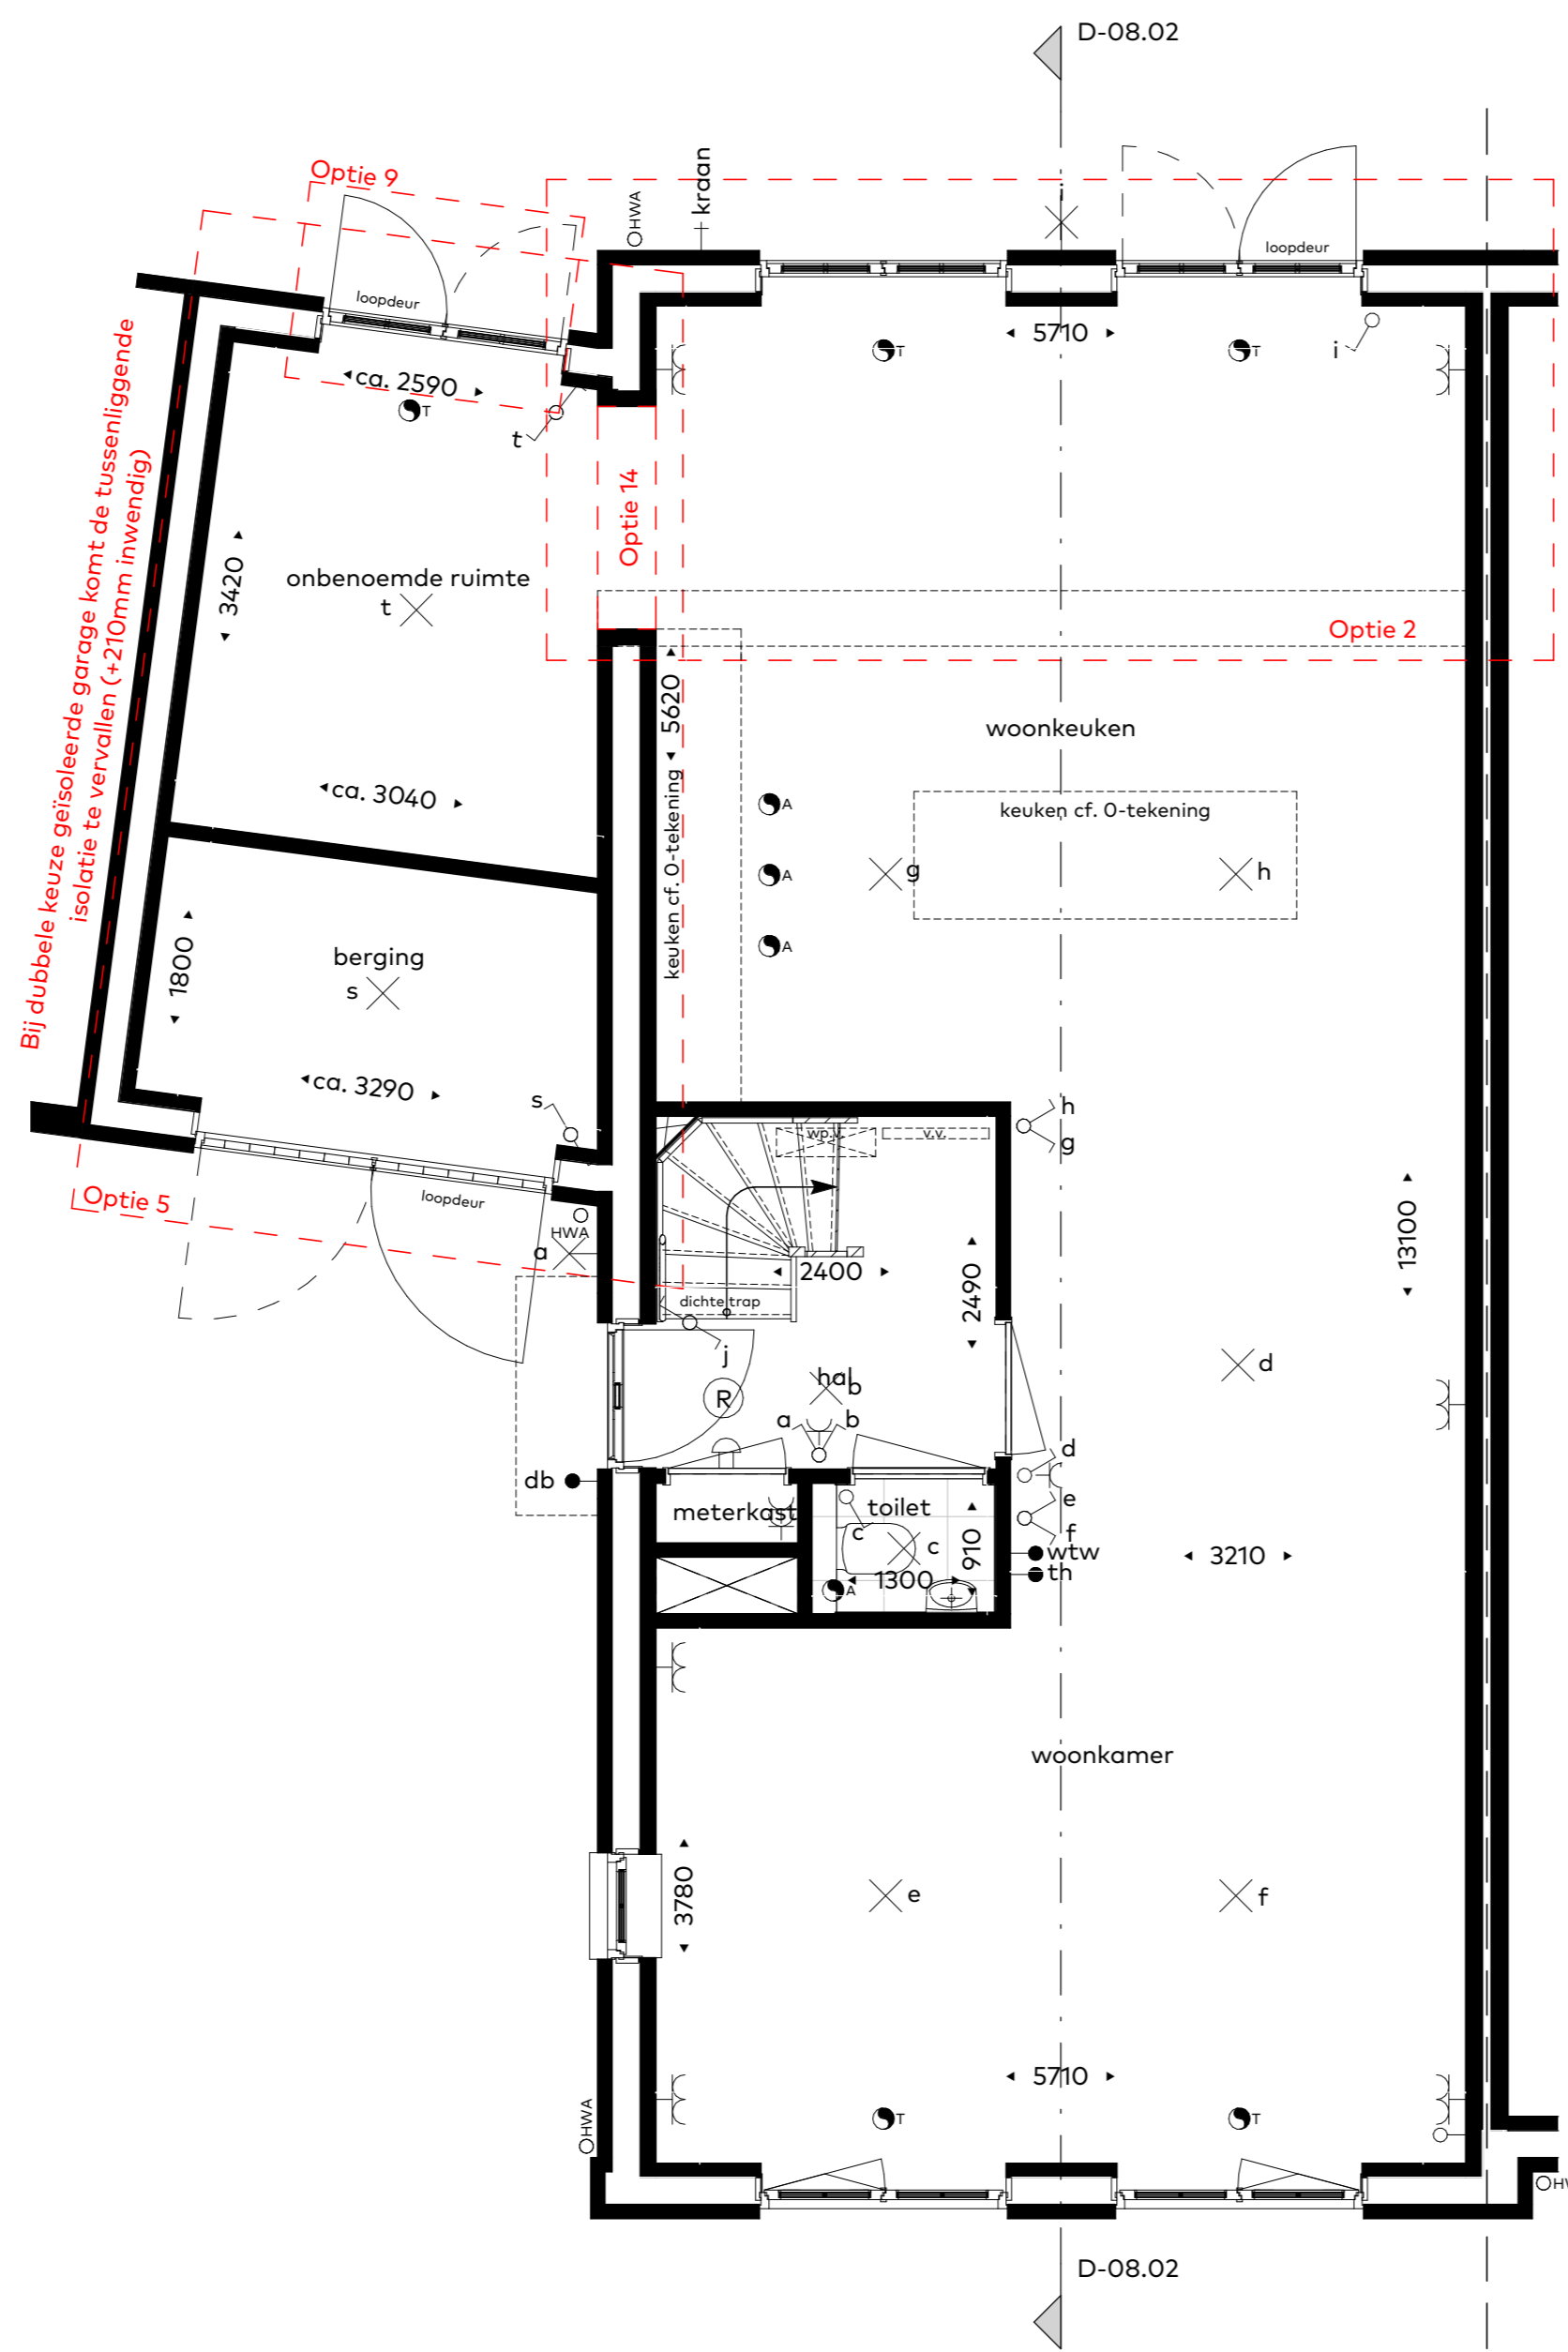 D-08.02
Optie 9
HWA
kraan
i
loopdeur
loopdeur
5710
T
T
i
ca. 2590
T
t
Bij dubbele keuze geïsoleerde garage komt de tussenliggende
isolatie te vervallen (+210mm inwendig)
Optie 14
3420
onbenoemde ruimte
t
Optie 2
5620
woonkeuken
ca. 3040
keuken cf. 0-tekening
A
keuken cf. 0-tekening
A
g
h
A
berging
s
1800
ca. 3290
s
h
g
wp.v.
v.v.
Optie 5
loopdeur
HWA
a
2400
2490
13100
dichte trap
j
hal
b
d
R
a
b
d
db
meterkast
toilet
e
f
c
c
910
wtw
3210
1300
th
A
woonkamer
3780
e
f
5710
T
T
HWA
D-08.02